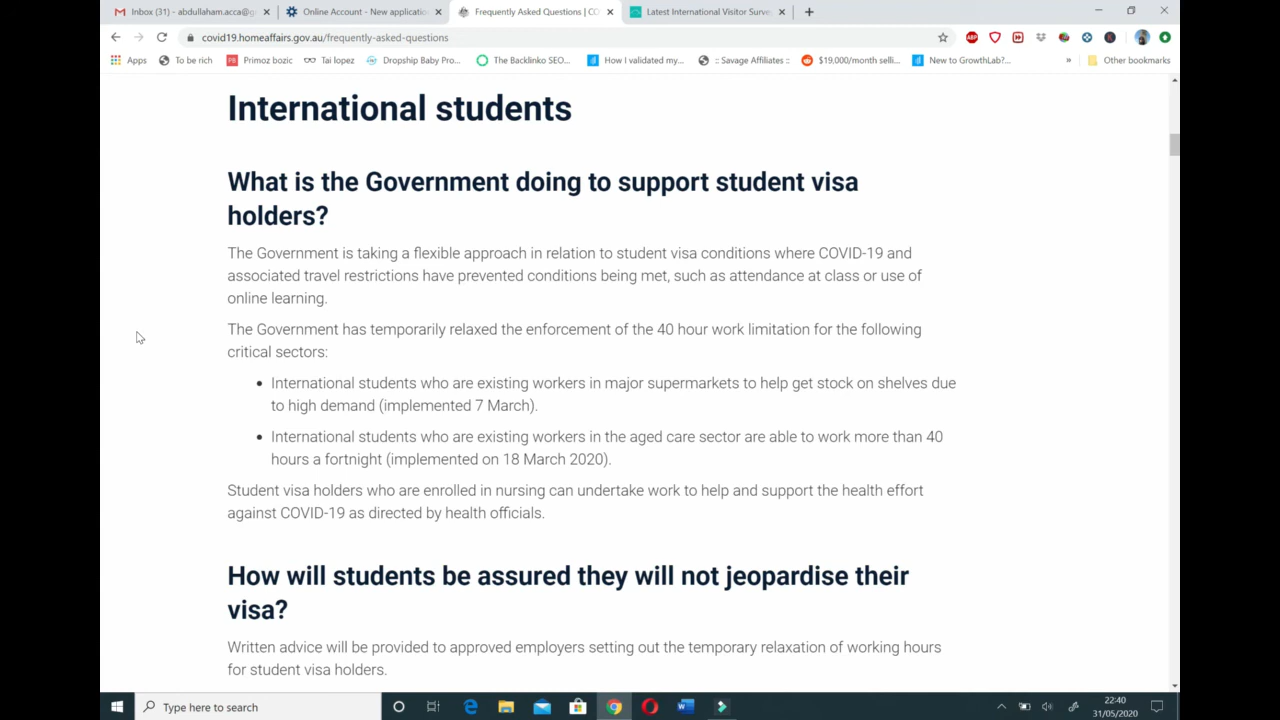 Inbox (31) - abdullaham.acca@g
Online Account - New application
Frequently Asked Questions | CO
Latest International Visitor Surve
covid19.homeaffairs.gov.au/frequently-asked-questions
ABP
Apps
To be rich
Primoz bozic
Tai lopez
Dropship Baby Pro...
The Backlinko SEO...
How I validated my...
:: Savage Affiliates ::
$19,000/month selli...
New to GrowthLab?...
»
Other bookmarks
International students
What is the Government doing to support student visa
holders?
The Government is taking a flexible approach in relation to student visa conditions where COVID-19 and
associated travel restrictions have prevented conditions being met, such as attendance at class or use of
online learning.
The Government has temporarily relaxed the enforcement of the 40 hour work limitation for the following
critical sectors:
• International students who are existing workers in major supermarkets to help get stock on shelves due
to high demand (implemented 7 March).
• International students who are existing workers in the aged care sector are able to work more than 40
hours a fortnight (implemented on 18 March 2020).
Student visa holders who are enrolled in nursing can undertake work to help and support the health effort
against COVID-19 as directed by health officials.
How will students be assured they will not jeopardise their
visa?
Written advice will be provided to approved employers setting out the temporary relaxation of working hours
for student visa holders.
Type here to search
22:40
31/05/2020